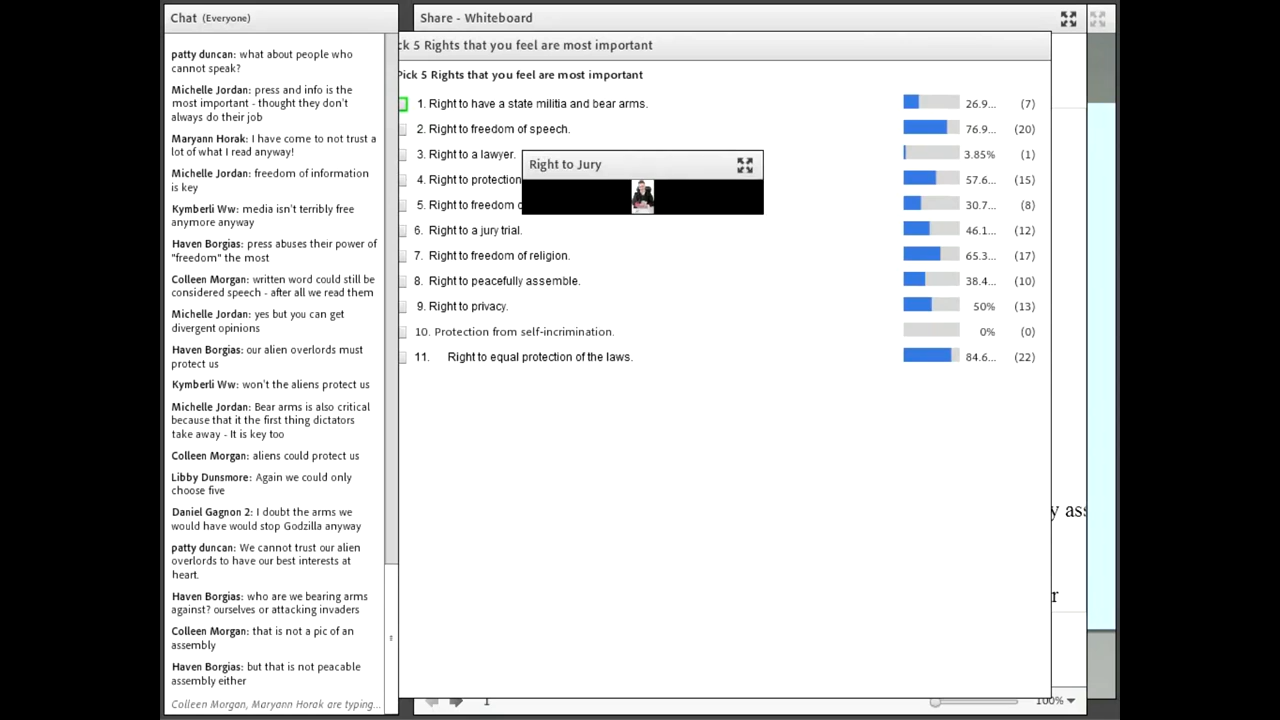 Chat (Everyone)
patty duncan: what about people who
cannot speak?
Michelle Jordan: press and info is the
most important - thought they don't
always do their job
Maryann Horak: I have come to not trust a
lot of what I read anyway!
Michelle Jordan: freedom of information
is key
Kymberli Ww: media isn't terribly free
anymore anyway
Haven Borgias: press abuses their power of
"freedom" the most
Colleen Morgan: written word could still be
considered speech - after all we read them
Michelle Jordan: yes but you can get
divergent opinions
Haven Borgias: our alien overlords must
protect us
Kymberli Ww: won't the aliens protect us
Michelle Jordan: Bear arms is also critical
because that it the first thing dictators
take away - It is key too
Colleen Morgan: aliens could protect us
Libby Dunsmore: Again we could only
choose five
Daniel Gagnon 2: I doubt the arms we
would have would stop Godzilla anyway
patty duncan: We cannot trust our alien
overlords to have our best interests at
heart.
Haven Borgias: who are we bearing arms
against? ourselves or attacking invaders
Colleen Morgan: that is not a pic of an
assembly
Haven Borgias: but that is not peacable
assembly either
Colleen Morgan, Maryann Horak are typing...
Share - Whiteboard
ck 5 Rights that you feel are most important
Pick 5 Rights that you feel are most important
1. Right to have a state militia and bear arms. 26.9... (7)
2. Right to freedom of speech. 76.9... (20)
3. Right to a lawyer. 3.85% (1)
4. Right to protection 57.6... (15)
5. Right to freedom o 30.7... (8)
6. Right to a jury trial. 46.1... (12)
7. Right to freedom of religion. 65.3... (17)
8. Right to peacefully assemble. 38.4... (10)
9. Right to privacy. 50% (13)
10. Protection from self-incrimination. 0% (0)
11. Right to equal protection of the laws. 84.6... (22)
Right to Jury
y ass
r
1
100%